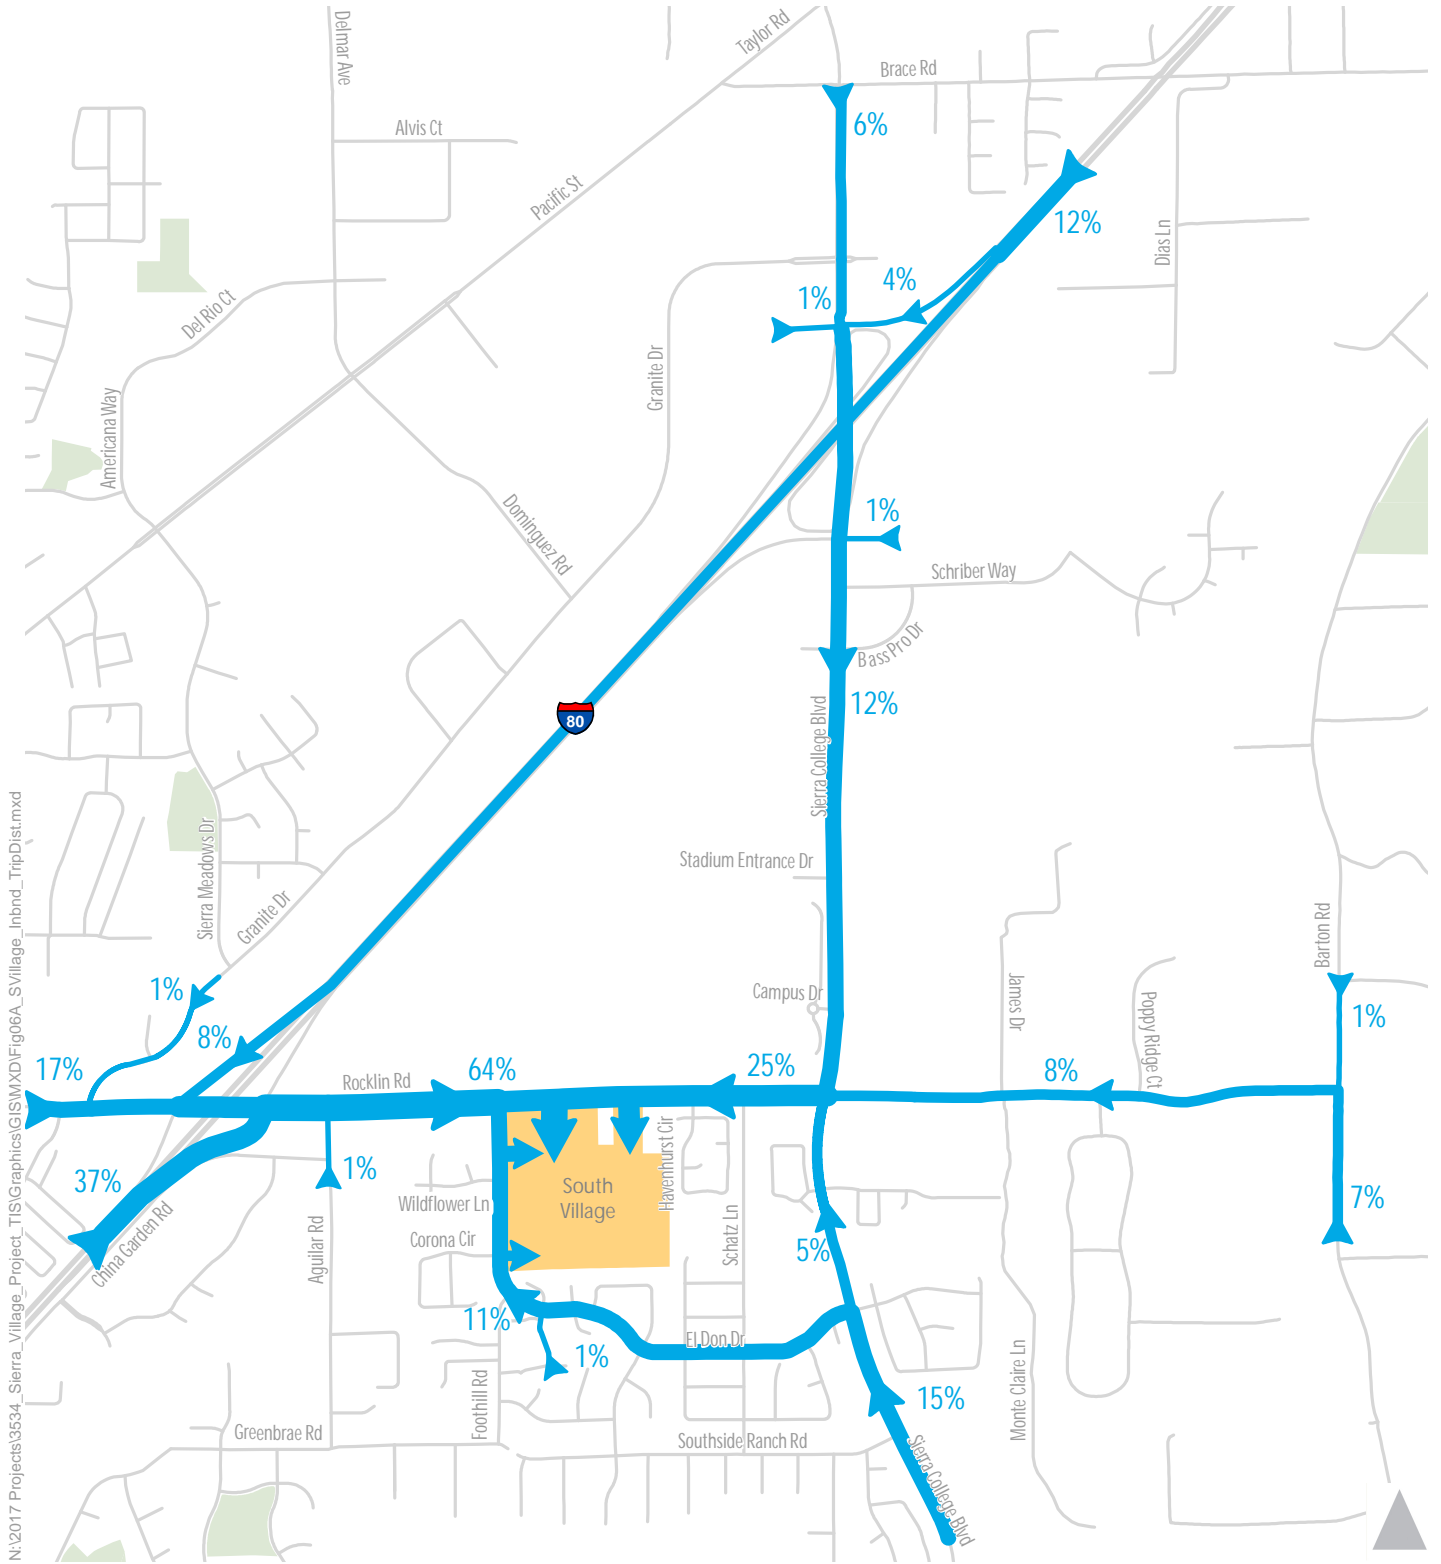 Delmar Ave
Taylor Rd
Brace Rd
6%
Alvis Ct
Pacific St
12%
Dias Ln
Del Rio Ct
4%
1%
Granite Dr
Americana Way
Dominguez Rd
1%
Schriber Way
BassPro Dr
80
12%
Sierra College Blvd
Stadium Entrance Dr
Sierra Meadows Dr
Granite Dr
Barton Rd
1%
Campus Dr
James Dr
Poppy Ridge Ct
1%
8%
17%
Rocklin Rd
64%
25%
8%
37%
1%
China Garden Rd
Aguilar Rd
Wildflower Ln
Corona Cir
South
Village
Havenhurst Cir
Schatz Ln
5%
7%
11%
1%
El Don Dr
Foothill Rd
15%
Monte Claire Ln
Greenbrae Rd
Southside Ranch Rd
Sierra College Blvd
N:\2017 Projects\3534_Sierra_Village_Project_TIS\Graphics\GIS\MXD\Fig06A_SVillage_Inbnd_TripDist.mxd